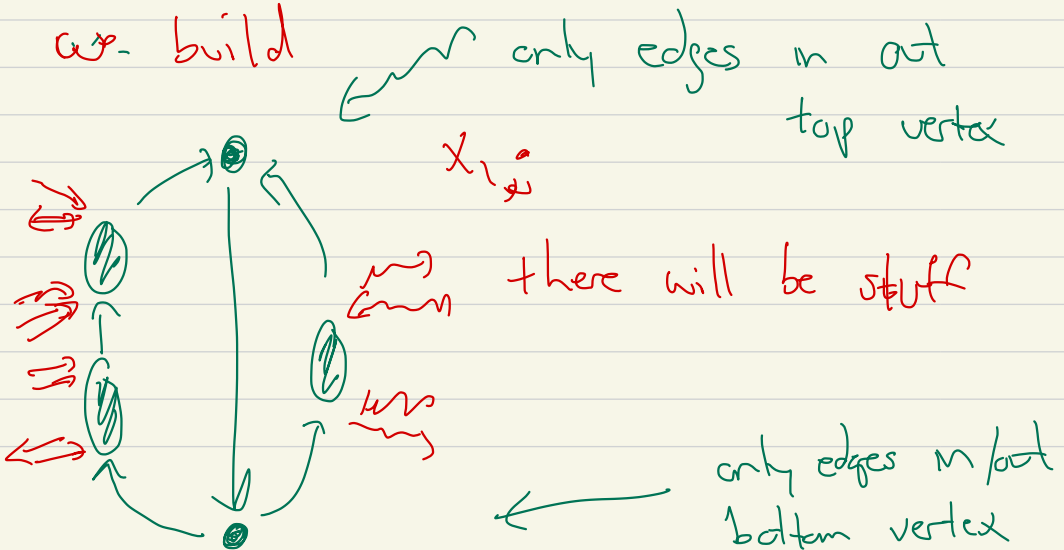 build
only edges in out
top vertex
X
there will be stuff
only edges in/out
bottom vertex